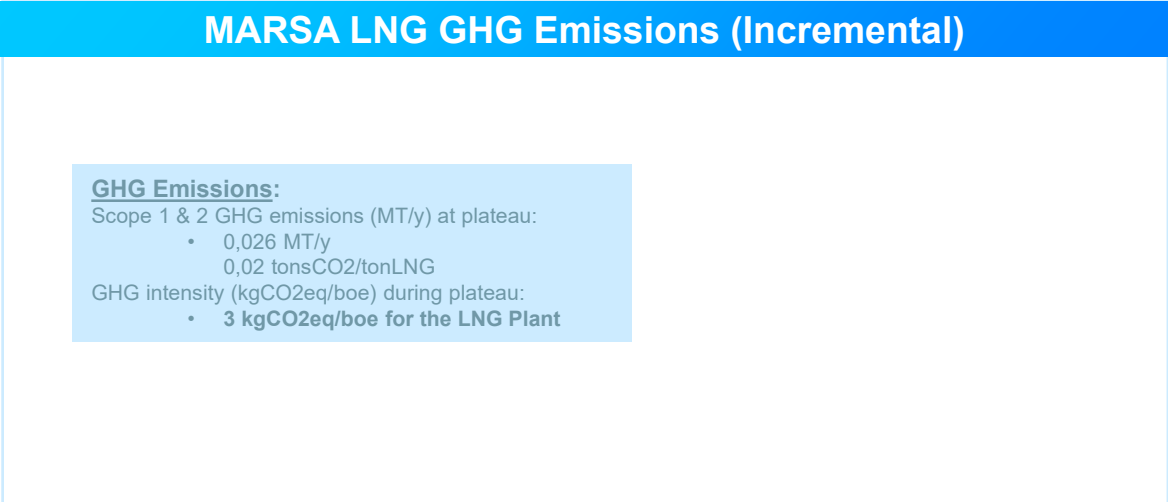 MARSA LNG GHG Emissions (Incremental)
GHG Emissions:
Scope 1 & 2 GHG emissions (MT/y) at plateau:
• 0,026 MT/y
0,02 tonsCO2/tonLNG
GHG intensity (kgCO2eq/boe) during plateau:
• 3 kgCO2eq/boe for the LNG Plant